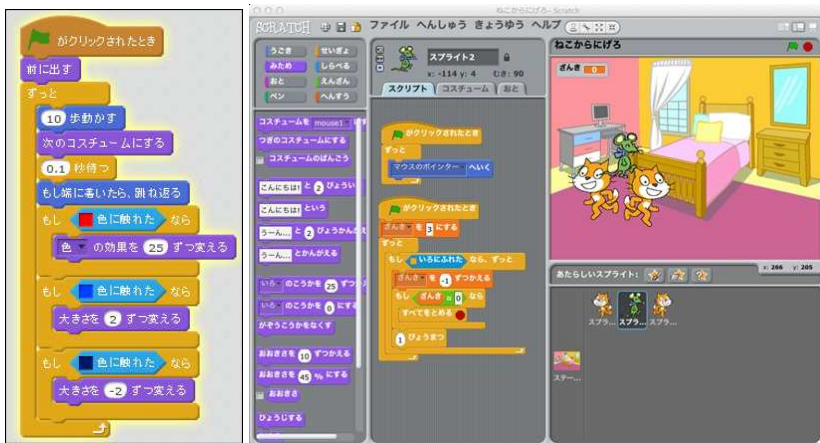 がクリックされたとき
前に出す
ずっと
10 歩動かす
次のコスチュームにする
0.1 秒待つ
もし端に着いたら、跳ね返る
もし 色に触れた なら
色 の効果を 25 ずつ変える
もし 色に触れた なら
大きさを 2 ずつ変える
もし 色に触れた なら
大きさを -2 ずつ変える
ねこからにげろ - Scratch
SCRATCH ファイル へんしゅう きょうゆう ヘルプ
うごき せいぎょ
みため しらべる
おと えんざん
ペン へんすう
コスチュームを mouse1
つぎのコスチュームにする
コスチュームのばんごう
こんにちは! と 2 びょうい
こんにちは! という
うーん... と 2 びょうかんが
うーん... とかんがえる
いろ のこうかを 25 ず
いろ のこうかを 0 にす
がぞうこうかをなくす
おおきさを 10 ずつかえる
おおきさを 45 % にする
おおきさ
ひょうじする
スプライト2
x: -114 y: 4 むき: 90
スクリプト コスチューム おと
がクリックされたとき
ずっと
マウスのポインター へいく
がクリックされたとき
ざんき を 3 にする
ずっと
もし いろにふれた なら、ずっと
ざんき を -1 ずつかえる
もし ざんき = 0 なら
すべてをとめる
1 びょうまつ
ねこからにげろ
ざんき 0
x: 266 y: 205
あたらしいスプライト:
スプラ... スプラ... スプラ...
ステー...